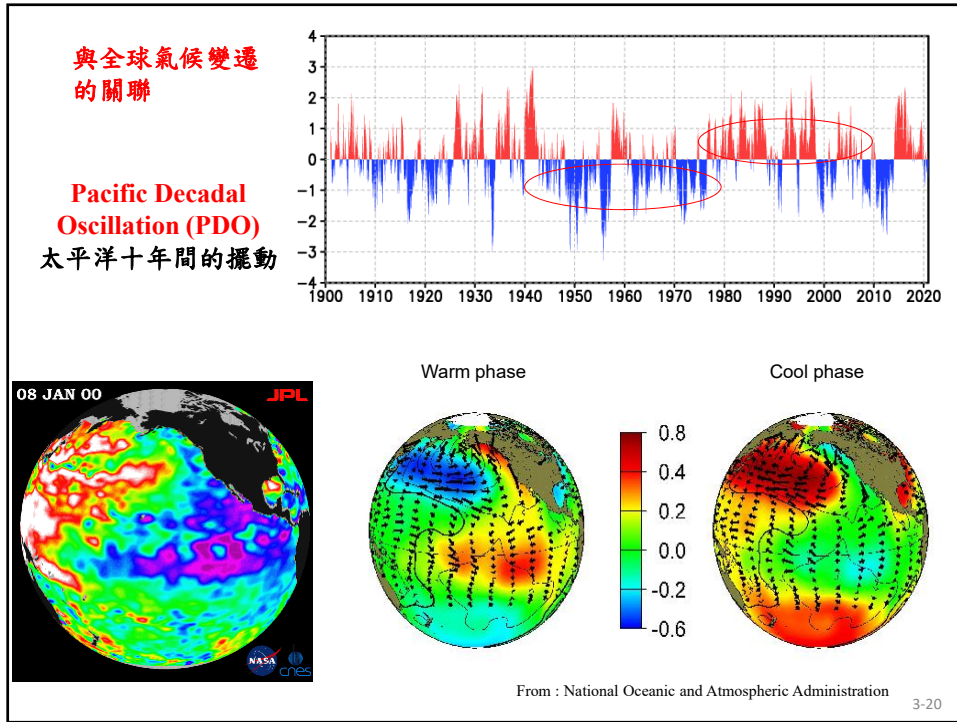 與全球氣候變遷
的關聯
Pacific Decadal
Oscillation (PDO)
太平洋十年間的擺動
4
3
2
1
0
−1
−2
−3
−4
1900 1910 1920 1930 1940 1950 1960 1970 1980 1990 2000 2010 2020
08 JAN 00
JPL
NASA
cnes
Warm phase
Cool phase
0.8
0.4
0.2
0.0
-0.2
-0.6
From : National Oceanic and Atmospheric Administration
3-20